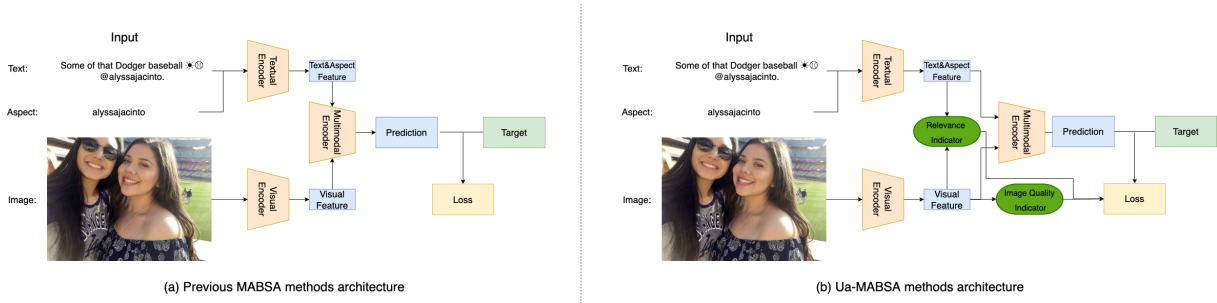 Input
Text:
Some of that Dodger baseball ☀⚾
@alyssajacinto.
Aspect:
alyssajacinto
Image:
Textual
Encoder
Text&Aspect
Feature
Multimodal
Encoder
Visual
Encoder
Visual
Feature
Prediction
Target
Loss
(a) Previous MABSA methods architecture
Input
Text:
Some of that Dodger baseball ☀⚾
@alyssajacinto.
Aspect:
alyssajacinto
Image:
Textual
Encoder
Text&Aspect
Feature
Relevance
Indicator
Multimodal
Encoder
Visual
Encoder
Visual
Feature
Image Quality
Indicator
Prediction
Target
Loss
(b) Ua-MABSA methods architecture